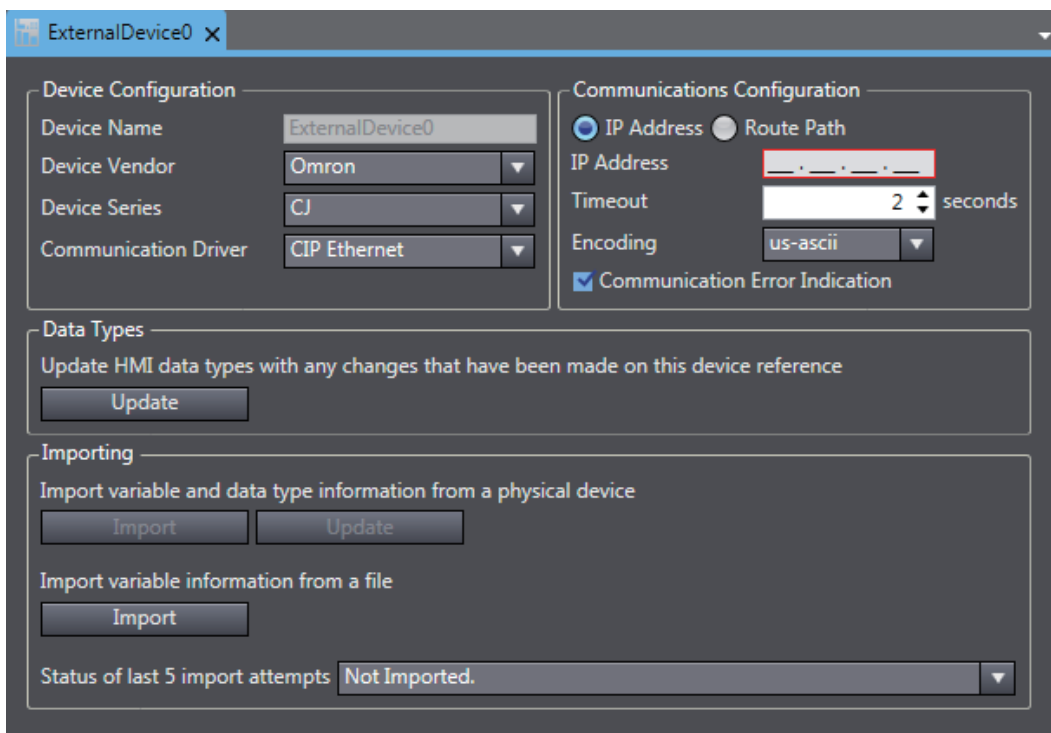 ExternalDevice0
Device Configuration
Device Name ExternalDevice0
Device Vendor Omron
Device Series CJ
Communication Driver CIP Ethernet
Communications Configuration
IP Address Route Path
IP Address __ . __ . __ . __
Timeout 2 seconds
Encoding us-ascii
Communication Error Indication
Data Types
Update HMI data types with any changes that have been made on this device reference
Update
Importing
Import variable and data type information from a physical device
Import Update
Import variable information from a file
Import
Status of last 5 import attempts Not Imported.